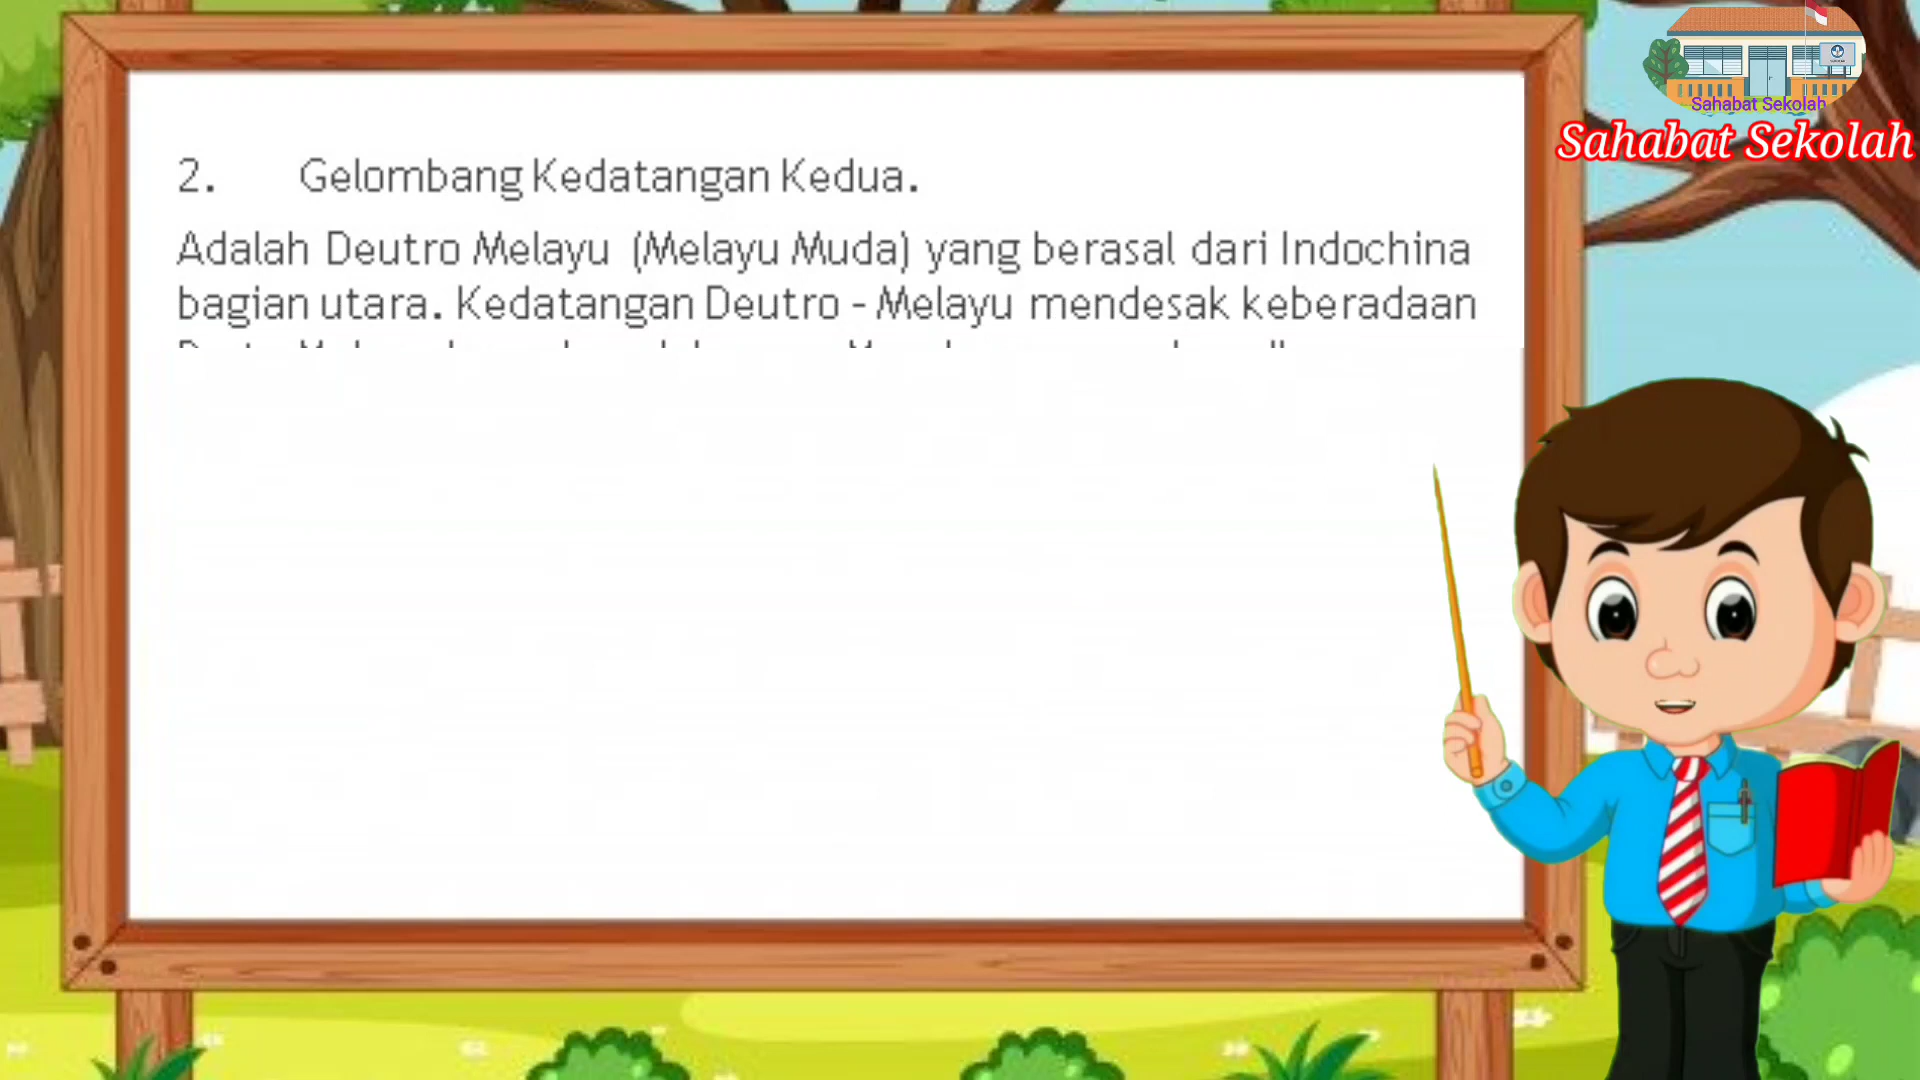 Sahabat Sekolah
Sahabat Sekolah
2. Gelombang Kedatangan Kedua.
Adalah Deutro Melayu (Melayu Muda) yang berasal dari Indochina
bagian utara. Kedatangan Deutro - Melayu mendesak keberadaan